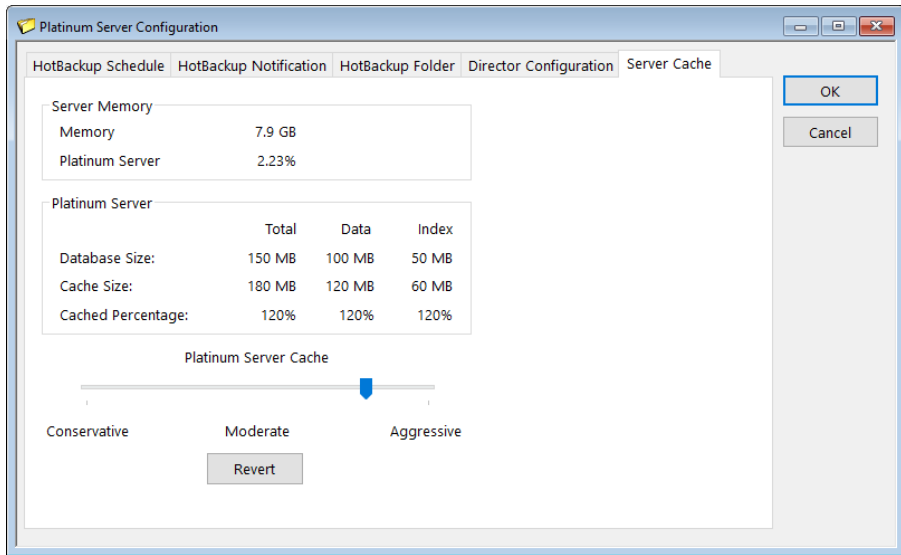 Platinum Server Configuration
HotBackup Schedule HotBackup Notification HotBackup Folder Director Configuration Server Cache
OK
Cancel
Server Memory
Memory 7.9 GB
Platinum Server 2.23%
Platinum Server
Total Data Index
Database Size: 150 MB 100 MB 50 MB
Cache Size: 180 MB 120 MB 60 MB
Cached Percentage: 120% 120% 120%
Platinum Server Cache
Conservative Moderate Aggressive
Revert